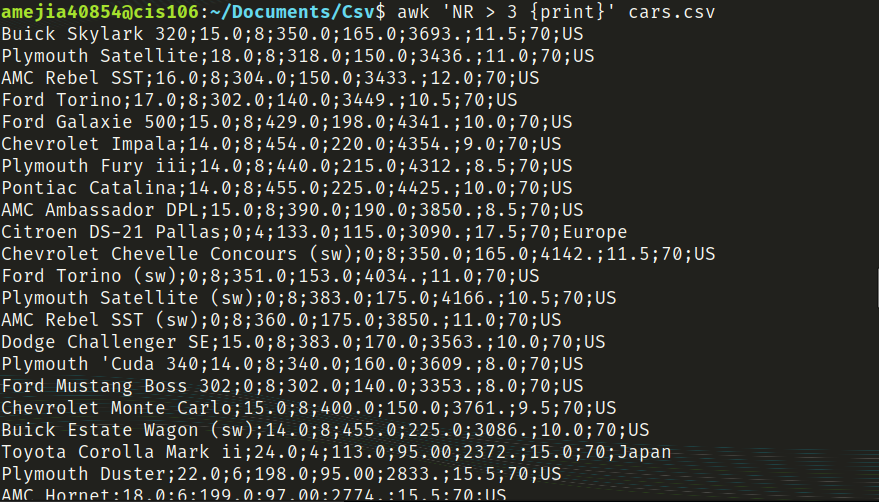 amejia40854@cis106:~/Documents/Csv$ awk 'NR > 3 {print}' cars.csv
Buick Skylark 320;15.0;8;350.0;165.0;3693.;11.5;70;US
Plymouth Satellite;18.0;8;318.0;150.0;3436.;11.0;70;US
AMC Rebel SST;16.0;8;304.0;150.0;3433.;12.0;70;US
Ford Torino;17.0;8;302.0;140.0;3449.;10.5;70;US
Ford Galaxie 500;15.0;8;429.0;198.0;4341.;10.0;70;US
Chevrolet Impala;14.0;8;454.0;220.0;4354.;9.0;70;US
Plymouth Fury iii;14.0;8;440.0;215.0;4312.;8.5;70;US
Pontiac Catalina;14.0;8;455.0;225.0;4425.;10.0;70;US
AMC Ambassador DPL;15.0;8;390.0;190.0;3850.;8.5;70;US
Citroen DS-21 Pallas;0;4;133.0;115.0;3090.;17.5;70;Europe
Chevrolet Chevelle Concours (sw);0;8;350.0;165.0;4142.;11.5;70;US
Ford Torino (sw);0;8;351.0;153.0;4034.;11.0;70;US
Plymouth Satellite (sw);0;8;383.0;175.0;4166.;10.5;70;US
AMC Rebel SST (sw);0;8;360.0;175.0;3850.;11.0;70;US
Dodge Challenger SE;15.0;8;383.0;170.0;3563.;10.0;70;US
Plymouth 'Cuda 340;14.0;8;340.0;160.0;3609.;8.0;70;US
Ford Mustang Boss 302;0;8;302.0;140.0;3353.;8.0;70;US
Chevrolet Monte Carlo;15.0;8;400.0;150.0;3761.;9.5;70;US
Buick Estate Wagon (sw);14.0;8;455.0;225.0;3086.;10.0;70;US
Toyota Corolla Mark ii;24.0;4;113.0;95.00;2372.;15.0;70;Japan
Plymouth Duster;22.0;6;198.0;95.00;2833.;15.5;70;US
AMC Hornet;18.0;6;199.0;97.00;2774.;15.5;70;US